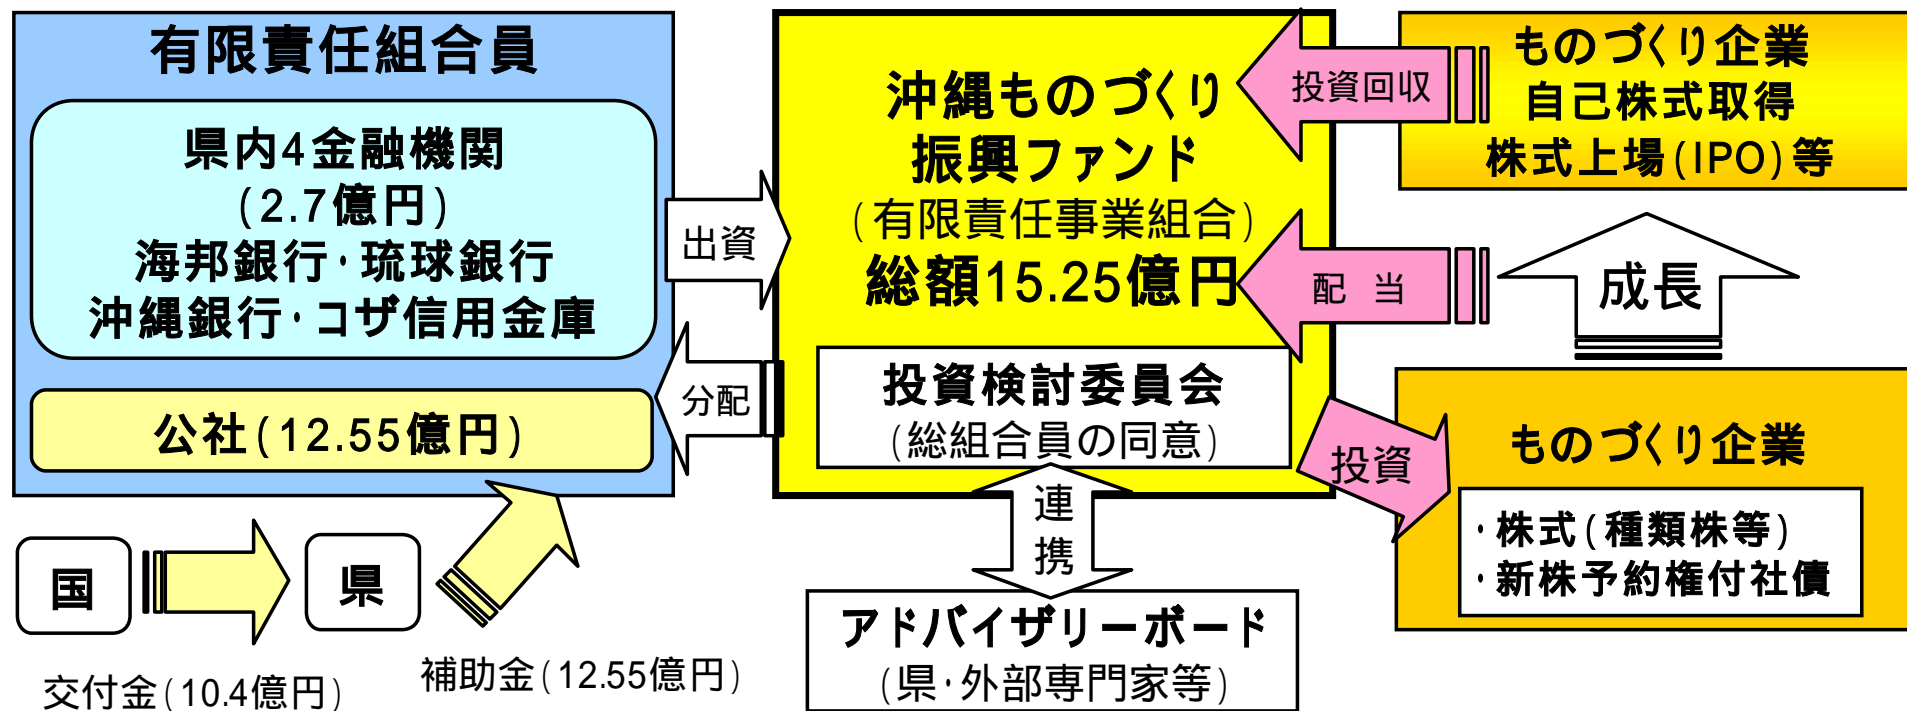 有限責任組合員
県内4金融機関
(2.7億円)
海邦銀行・琉球銀行
沖縄銀行・コザ信用金庫
公社(12.55億円)
国
県
交付金(10.4億円)
補助金(12.55億円)
出資
分配
沖縄ものづくり
振興ファンド
(有限責任事業組合)
総額15.25億円
投資検討委員会
(総組合員の同意)
連
携
アドバイザリーボード
(県・外部専門家等)
投資回収
配 当
投資
ものづくり企業
自己株式取得
株式上場(IPO)等
成長
ものづくり企業
・株式(種類株等)
・新株予約権付社債